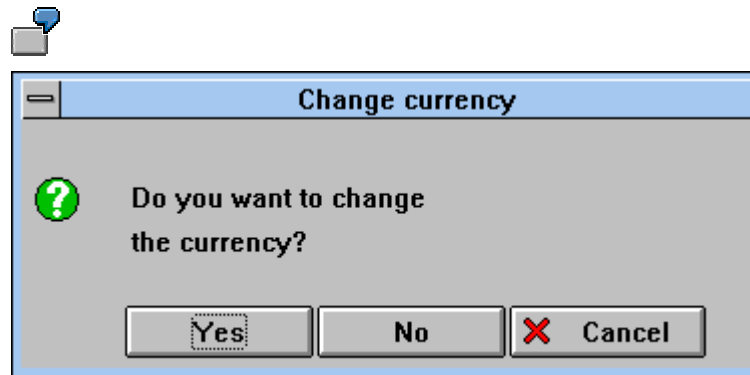 Change currency
Do you want to change
the currency?
Yes No Cancel